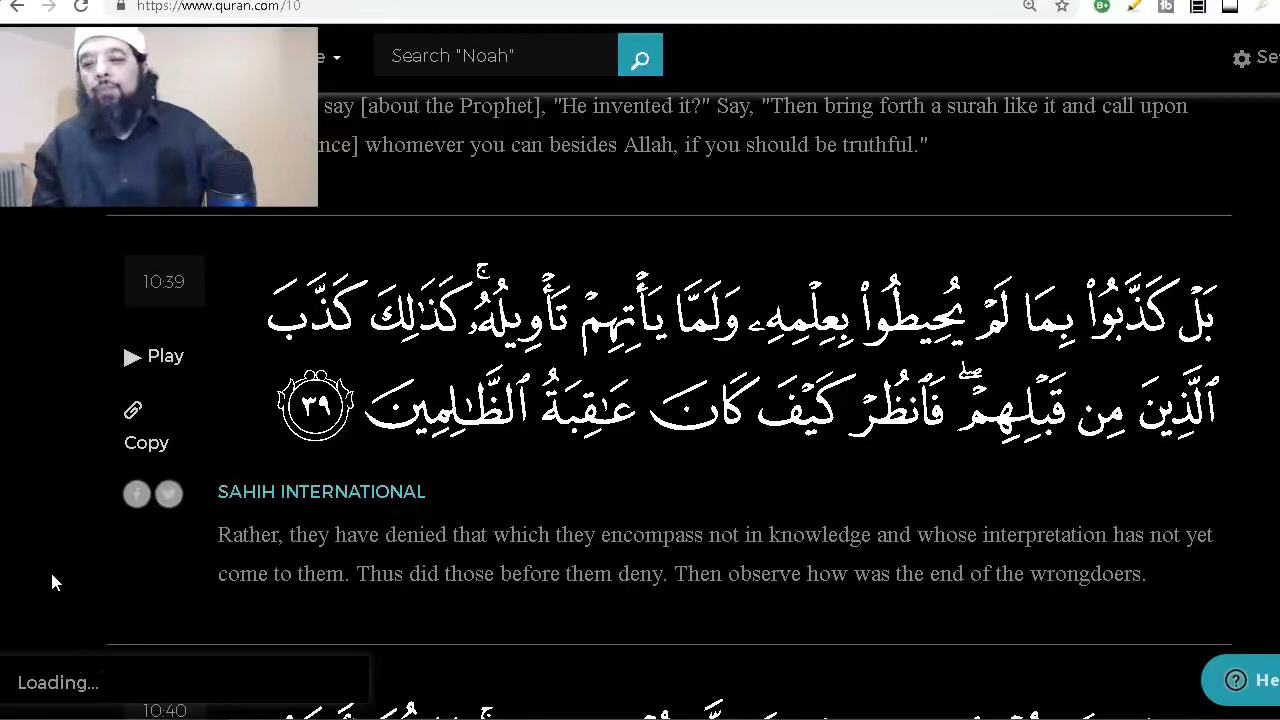 https://www.quran.com/10
Search "Noah"
say [about the Prophet], "He invented it?" Say, "Then bring forth a surah like it and call upon
whomever you can besides Allah, if you should be truthful."
10:39
بَلۡ كَذَّبُواْ بِمَا لَمۡ يُحِيطُواْ بِعِلۡمِهِۦ وَلَمَّا يَأۡتِهِمۡ تَأۡوِيلُهُۥۚ كَذَٰلِكَ كَذَّبَ
ٱلَّذِينَ مِن قَبۡلِهِمۡۖ فَٱنظُرۡ كَيۡفَ كَانَ عَٰقِبَةُ ٱلظَّٰلِمِينَ ٣٩
Play
Copy
SAHIH INTERNATIONAL
Rather, they have denied that which they encompass not in knowledge and whose interpretation has not yet
come to them. Thus did those before them deny. Then observe how was the end of the wrongdoers.
Loading...
10:40